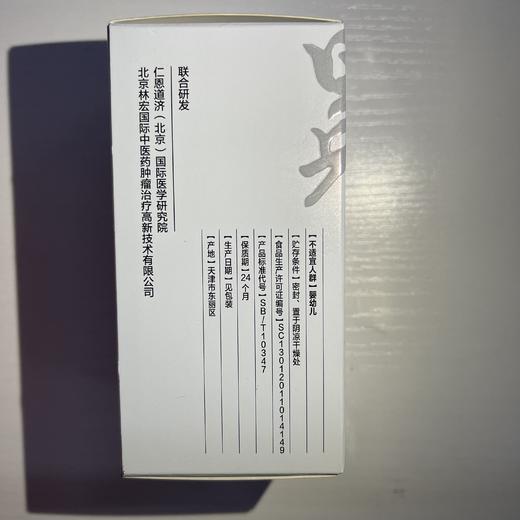 【不适宜人群】婴幼儿
【贮存条件】密封、置于阴凉干燥处
【食品生产许可证编号】SC13012011014149
【产品标准代号】SB/T10347
【保质期】24个月
【生产日期】见包装
【产地】天津市东丽区
联合研发
仁恩道济（北京）国际医学研究院
北京林宏国际中医药肿瘤治疗高新技术有限公司